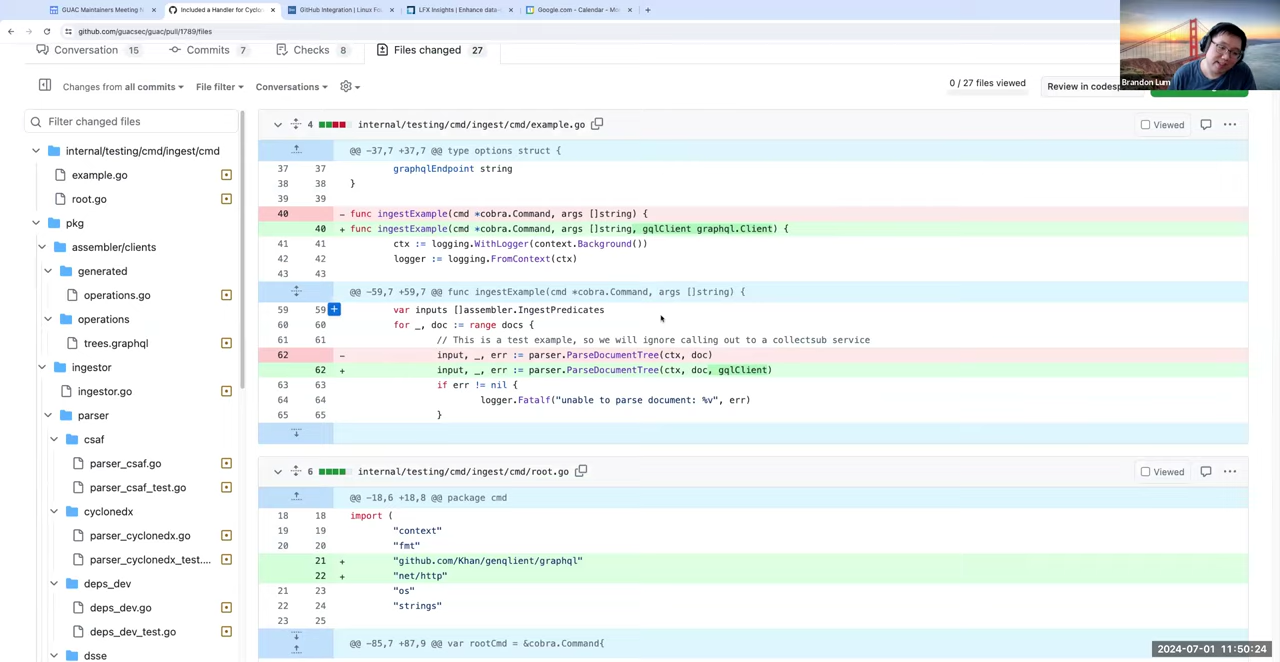 GUAC Maintainers Meeting N
Included a Handler for Cyclo
GitHub Integration | Linux Fo
LFX Insights | Enhance data-
Google.com - Calendar - Mo
github.com/guacsec/guac/pull/1789/files
Brandon Lum
Conversation 15
Commits 7
Checks 8
Files changed 27
Changes from all commits
File filter
Conversations
0 / 27 files viewed
Review in codesp
Filter changed files
internal/testing/cmd/ingest/cmd
example.go
root.go
pkg
assembler/clients
generated
operations.go
operations
trees.graphql
ingestor
ingestor.go
parser
csaf
parser_csaf.go
parser_csaf_test.go
cyclonedx
parser_cyclonedx.go
parser_cyclonedx_test....
deps_dev
deps_dev.go
deps_dev_test.go
dsse
4 internal/testing/cmd/ingest/cmd/example.go
Viewed
@@ -37,7 +37,7 @@ type options struct {
37 37 graphqlEndpoint string
38 38 }
39 39
40 - func ingestExample(cmd *cobra.Command, args []string) {
40 + func ingestExample(cmd *cobra.Command, args []string, gqlClient graphql.Client) {
41 41 ctx := logging.WithLogger(context.Background())
42 42 logger := logging.FromContext(ctx)
43 43
@@ -59,7 +59,7 @@ func ingestExample(cmd *cobra.Command, args []string) {
59 59 var inputs []assembler.IngestPredicates
60 60 for _, doc := range docs {
61 61 // This is a test example, so we will ignore calling out to a collectsub service
62 - input, _, err := parser.ParseDocumentTree(ctx, doc)
62 + input, _, err := parser.ParseDocumentTree(ctx, doc, gqlClient)
63 63 if err != nil {
64 64 logger.Fatalf("unable to parse document: %v", err)
65 65 }
6 internal/testing/cmd/ingest/cmd/root.go
Viewed
@@ -18,6 +18,8 @@ package cmd
18 18 import (
19 19 "context"
20 20 "fmt"
21 + "github.com/Khan/genqlient/graphql"
22 + "net/http"
21 23 "os"
22 24 "strings"
23 25
@@ -85,7 +87,9 @@ var rootCmd = &cobra.Command{
2024-07-01 11:50:24